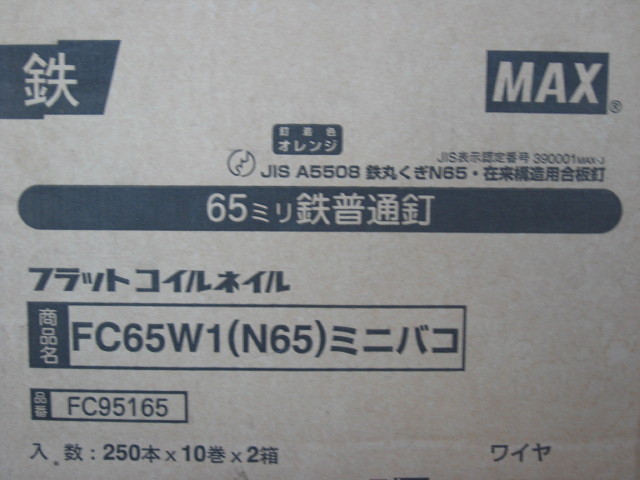 鉄
MAX®
釘着色
オレンジ
JIS表示認定番号 390001MAX-J
JIS A5508 鉄丸くぎN65・在来構造用合板釘
65ミリ鉄普通釘
フラットコイルネイル
商品名 FC65W1(N65)ミニバコ
品番 FC95165
入数:250本×10巻×2箱 ワイヤ